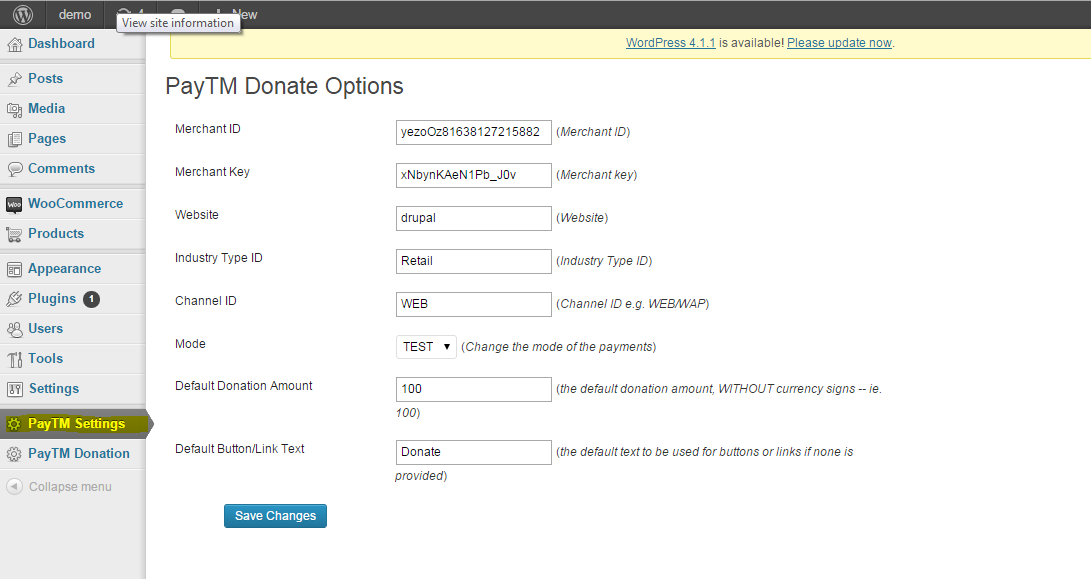 demo 4 New
View site information
Dashboard
Posts
Media
Pages
Comments
WooCommerce
Products
Appearance
Plugins 1
Users
Tools
Settings
PayTM Settings
PayTM Donation
Collapse menu
WordPress 4.1.1 is available! Please update now.
PayTM Donate Options
Merchant ID yezoOz81638127215882 (Merchant ID)
Merchant Key xNbynKAeN1Pb_J0v (Merchant key)
Website drupal (Website)
Industry Type ID Retail (Industry Type ID)
Channel ID WEB (Channel ID e.g. WEB/WAP)
Mode TEST (Change the mode of the payments)
Default Donation Amount 100 (the default donation amount, WITHOUT currency signs -- ie.
100)
Default Button/Link Text Donate (the default text to be used for buttons or links if none is
provided)
Save Changes